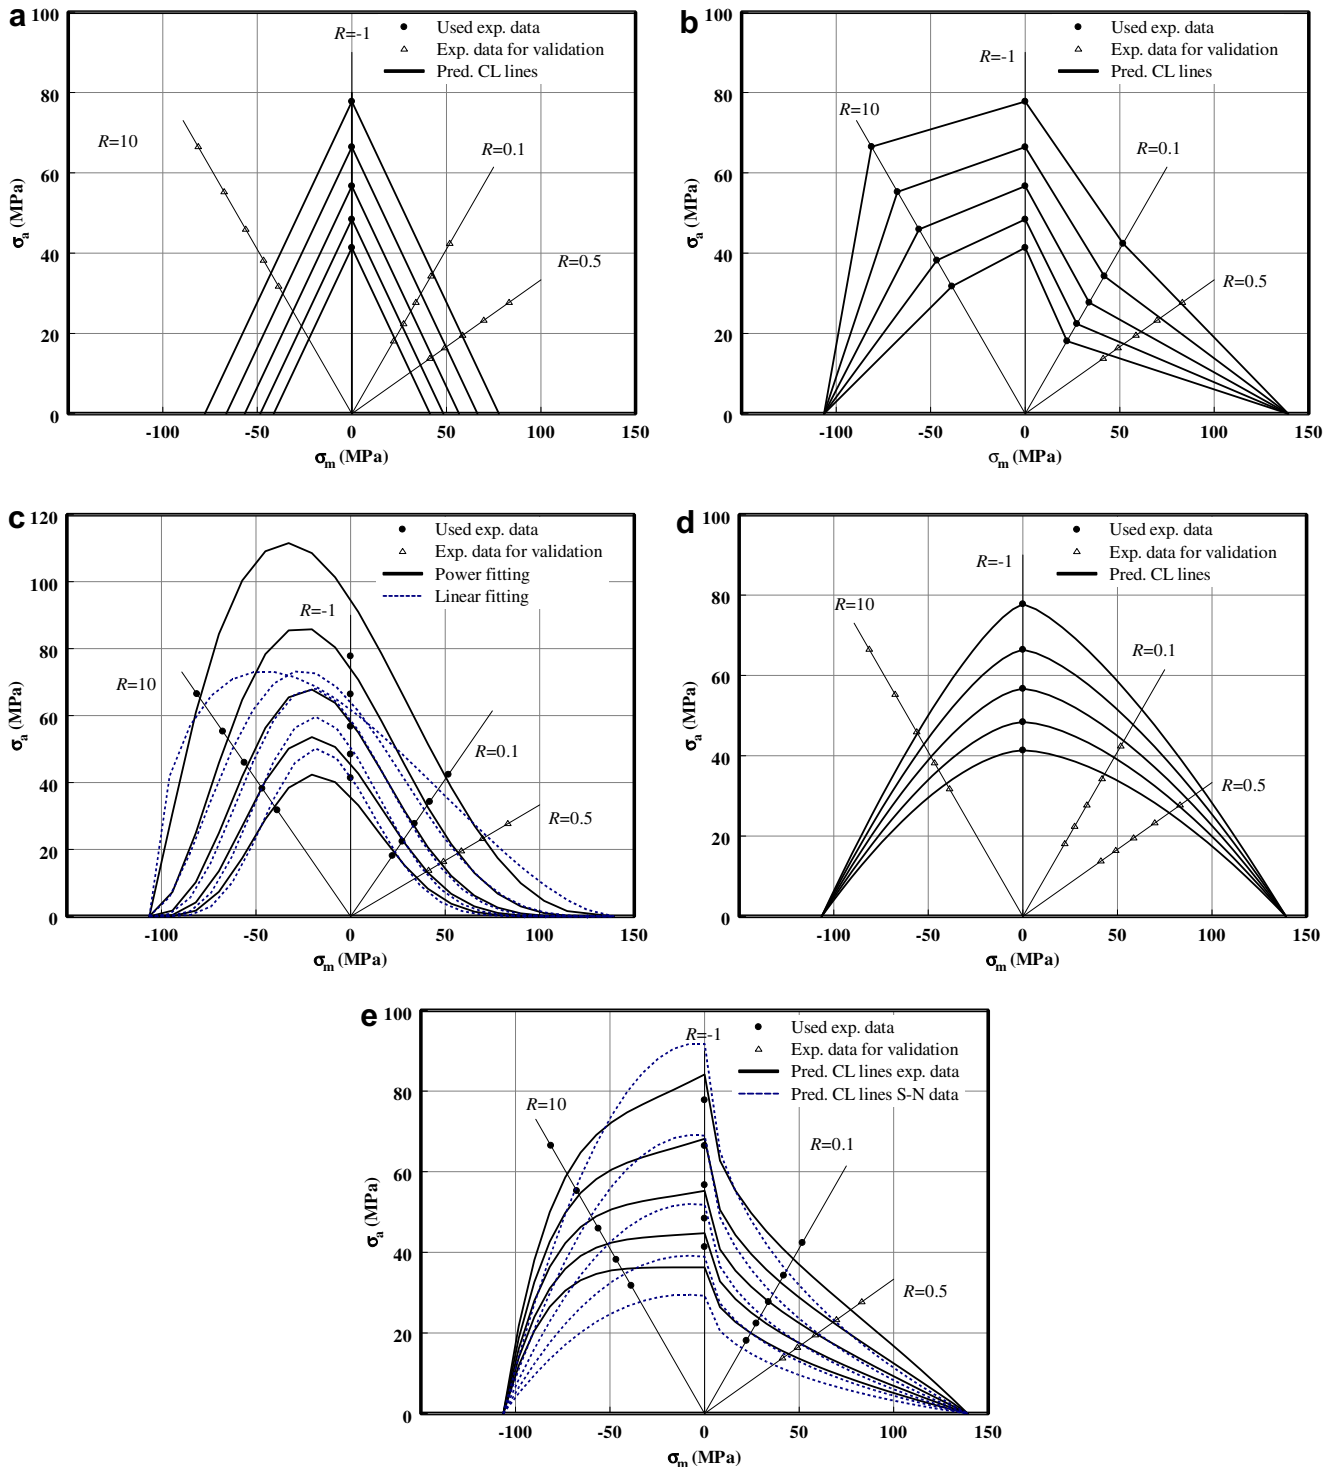 a
100
80
60
40
20
0
σa (MPa)
R=-1
Used exp. data
Exp. data for validation
Pred. CL lines
R=10
R=0.1
R=0.5
-100 -50 0 50 100 150
σm (MPa)
b
100
80
60
40
20
0
σa (MPa)
R=-1
Used exp. data
Exp. data for validation
Pred. CL lines
R=10
R=0.1
R=0.5
-100 -50 0 50 100 150
σm (MPa)
c
120
100
80
60
40
20
0
σa (MPa)
Used exp. data
Exp. data for validation
Power fitting
Linear fitting
R=-1
R=10
R=0.1
R=0.5
-100 -50 0 50 100 150
σm (MPa)
d
100
80
60
40
20
0
σa (MPa)
Used exp. data
Exp. data for validation
Pred. CL lines
R=-1
R=10
R=0.1
R=0.5
-100 -50 0 50 100 150
σm (MPa)
e
100
80
60
40
20
0
σa (MPa)
R=-1
Used exp. data
Exp. data for validation
Pred. CL lines exp. data
Pred. CL lines S-N data
R=10
R=0.1
R=0.5
-100 -50 0 50 100 150
σm (MPa)